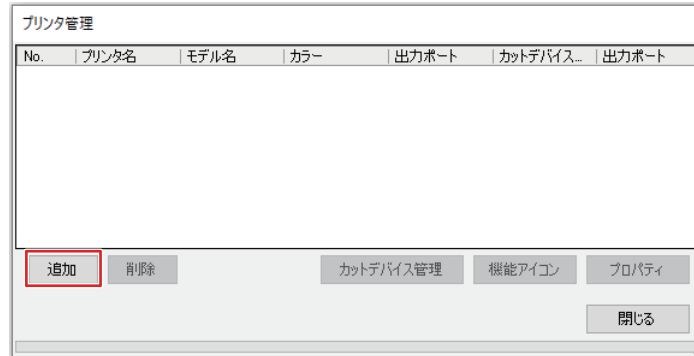 プリンタ管理
No. プリンタ名 モデル名 カラー 出力ポート カットデバイス... 出力ポート
追加 削除 カットデバイス管理 機能アイコン プロパティ
閉じる